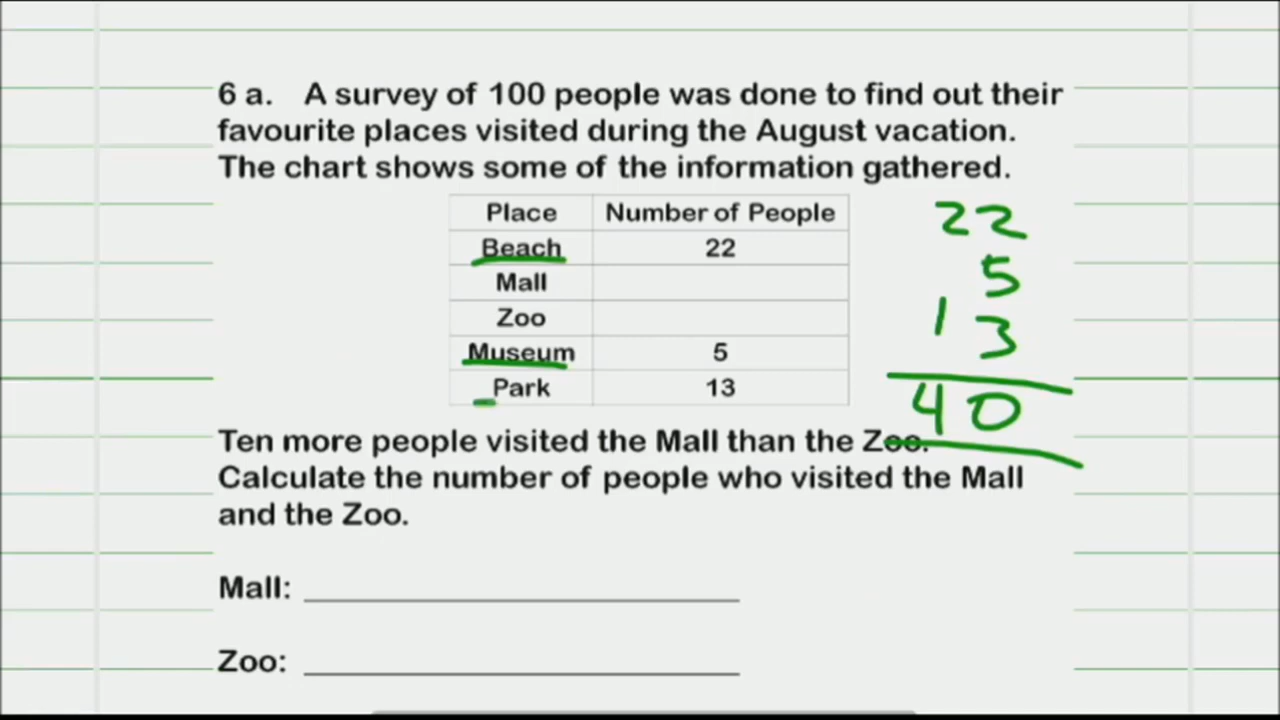 6 a. A survey of 100 people was done to find out their
favourite places visited during the August vacation.
The chart shows some of the information gathered.
Place Number of People
Beach 22
Mall
Zoo
Museum 5
Park 13
22
5
13
40
Ten more people visited the Mall than the Zoo.
Calculate the number of people who visited the Mall
and the Zoo.
Mall:
Zoo: